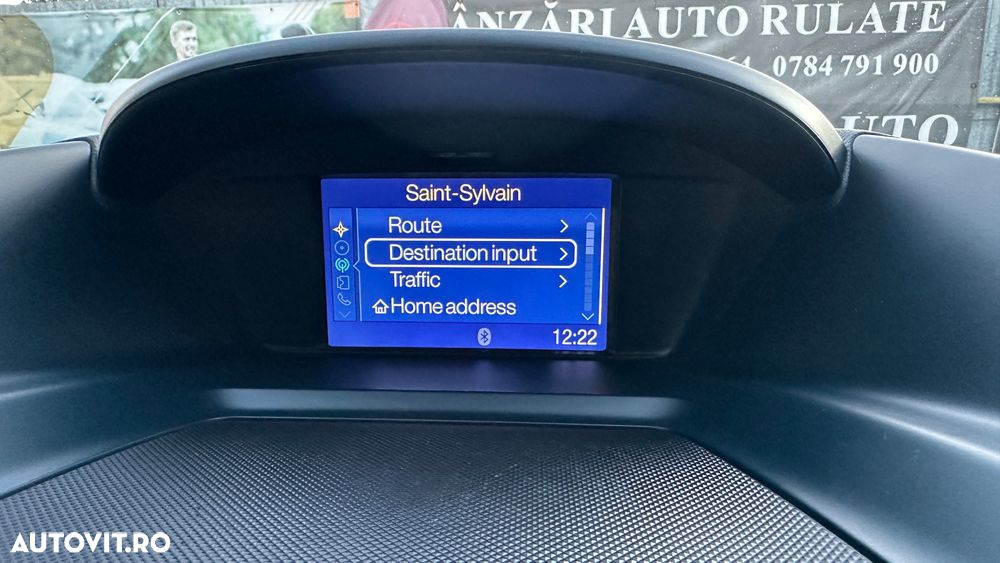 ÂNZĂRI AUTO RULATE
0784 791 900
Saint-Sylvain
Route
Destination input
Traffic
Home address
12:22
AUTOVIT.RO